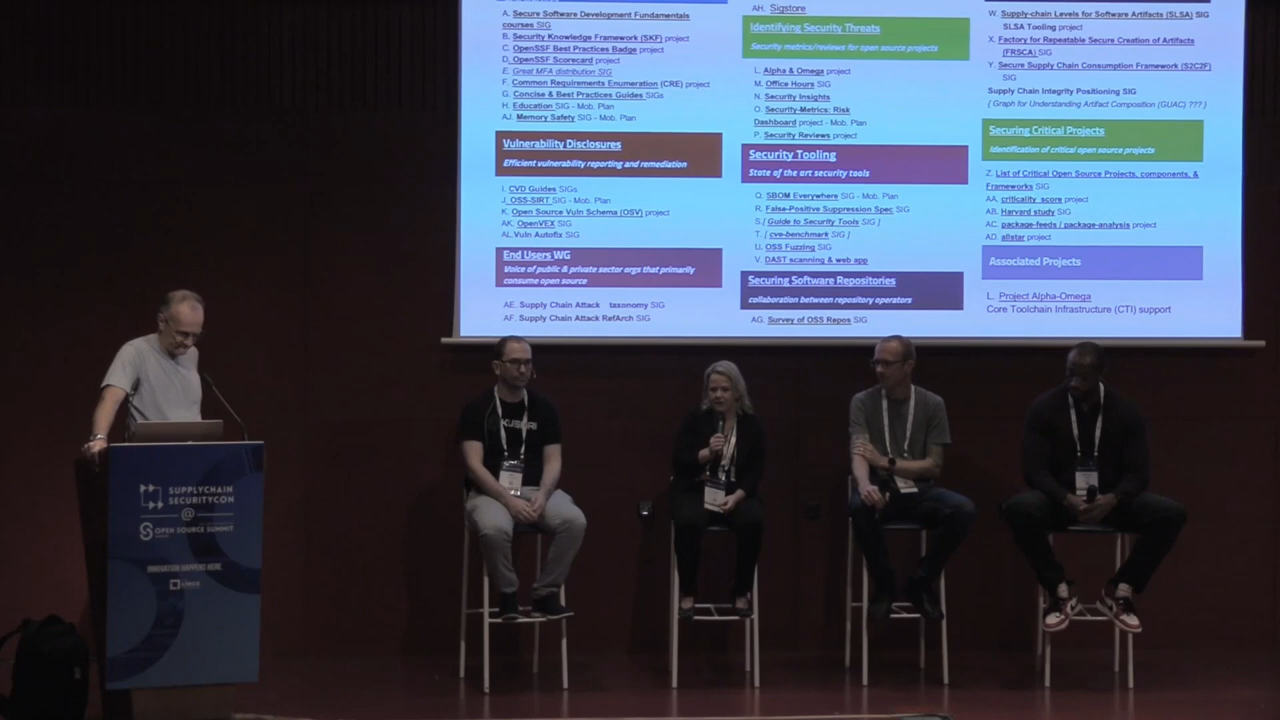 A. Secure Software Development Fundamentals
courses SIG
B. Security Knowledge Framework (SKF) project
C. OpenSSF Best Practices Badge project
D. OpenSSF Scorecard project
E. Great MFA distribution SIG
F. Common Requirements Enumeration (CRE) project
G. Concise & Best Practices Guides SIGs
H. Education SIG - Mob. Plan
AJ. Memory Safety SIG - Mob. Plan
Vulnerability Disclosures
Efficient vulnerability reporting and remediation
I. CVD Guides SIGs
J. OSS-SIRT SIG - Mob. Plan
K. Open Source Vuln Schema (OSV) project
AK. OpenVEX SIG
AL. Vuln Autofix SIG
End Users WG
Voice of public & private sector orgs that primarily
consume open source
AE. Supply Chain Attack taxonomy SIG
AF. Supply Chain Attack RefArch SIG
AH. Sigstore
Identifying Security Threats
Security metrics/reviews for open source projects
L. Alpha & Omega project
M. Office Hours SIG
N. Security Insights
O. Security-Metrics: Risk
Dashboard project - Mob. Plan
P. Security Reviews project
Security Tooling
State of the art security tools
Q. SBOM Everywhere SIG - Mob. Plan
R. False-Positive Suppression Spec SIG
S.[ Guide to Security Tools SIG ]
T. [ cve-benchmark SIG ]
U. OSS Fuzzing SIG
V. DAST scanning & web app
Securing Software Repositories
collaboration between repository operators
AG. Survey of OSS Repos SIG
W. Supply-chain Levels for Software Artifacts (SLSA) SIG
SLSA Tooling project
X. Factory for Repeatable Secure Creation of Artifacts
(FRSCA) SIG
Y. Secure Supply Chain Consumption Framework (S2C2F)
SIG
Supply Chain Integrity Positioning SIG
( Graph for Understanding Artifact Composition (GUAC) ??? )
Securing Critical Projects
Identification of critical open source projects
Z. List of Critical Open Source Projects, components, &
Frameworks SIG
AA. criticality_score project
AB. Harvard study SIG
AC. package-feeds / package-analysis project
AD. allstar project
Associated Projects
L. Project Alpha-Omega
Core Toolchain Infrastructure (CTI) support
SUPPLYCHAIN
SECURITYCON
@
OPEN SOURCE SUMMIT
INNOVATION HAPPENS HERE